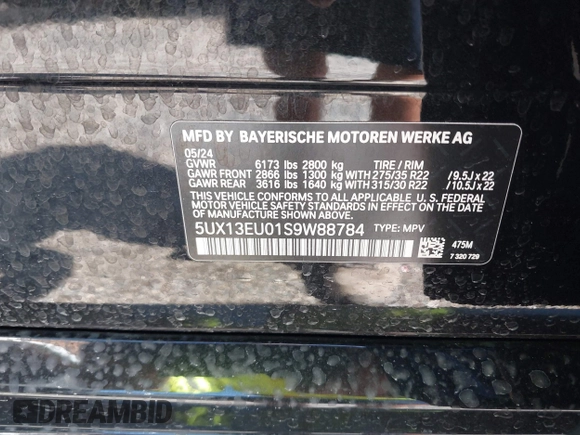 MFD BY BAYERISCHE MOTOREN WERKE AG
05/24
GVWR 6173 lbs 2800 kg TIRE / RIM
GAWR FRONT 2866 lbs 1300 kg WITH 275/35 R22 / 9.5J x 22
GAWR REAR 3616 lbs 1640 kg WITH 315/30 R22 / 10.5J x 22
THIS VEHICLE CONFORMS TO ALL APPLICABLE
U.S. FEDERAL MOTOR VEHICLE SAFETY STANDARDS IN
EFFECT ON THE DATE OF MANUFACTURE SHOWN ABOVE.
5UX13EU01S9W88784 TYPE: MPV
475M
7 320 729
DREAMBID